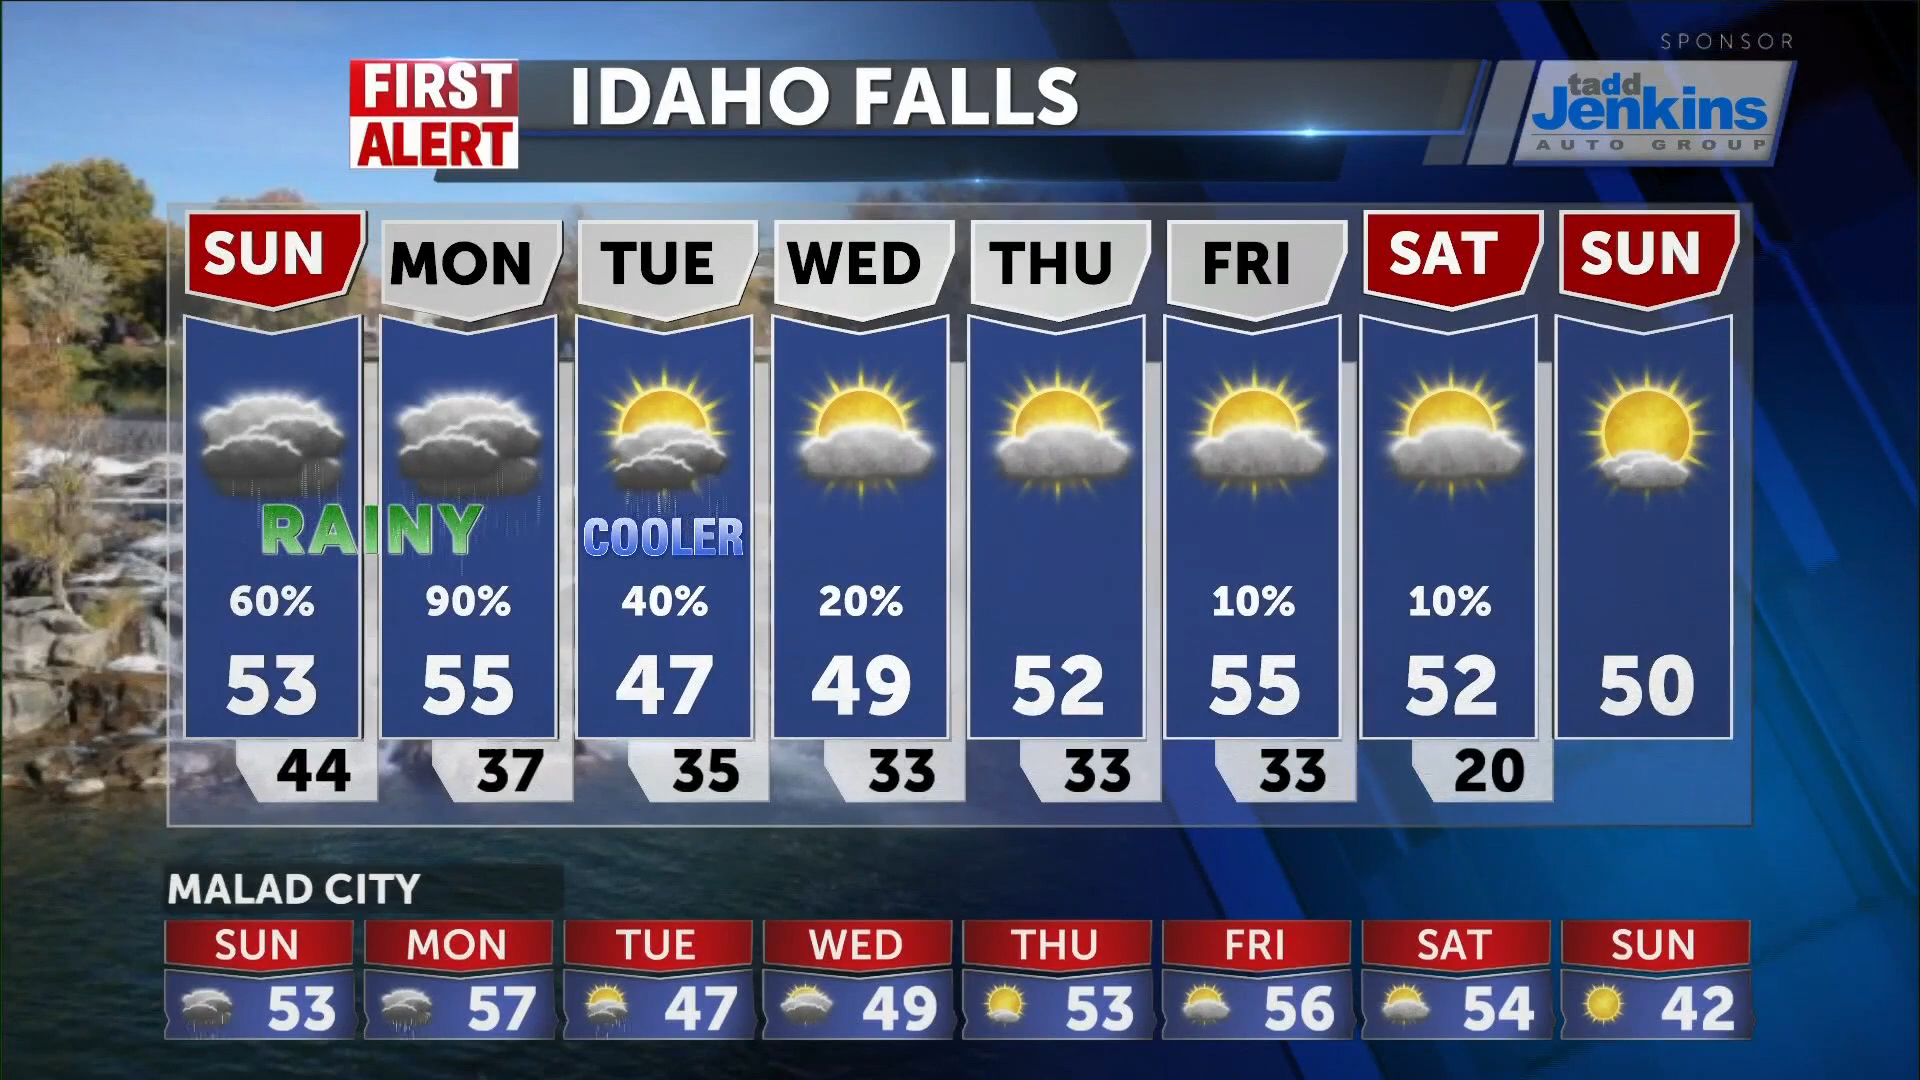 SPONSOR
FIRST
ALERT
IDAHO FALLS
tadd
Jenkins
AUTO GROUP
SUN MON TUE WED THU FRI SAT SUN
RAINY COOLER
60% 90% 40% 20% 10% 10%
53 55 47 49 52 55 52 50
44 37 35 33 33 33 20
MALAD CITY
SUN MON TUE WED THU FRI SAT SUN
53 57 47 49 53 56 54 42